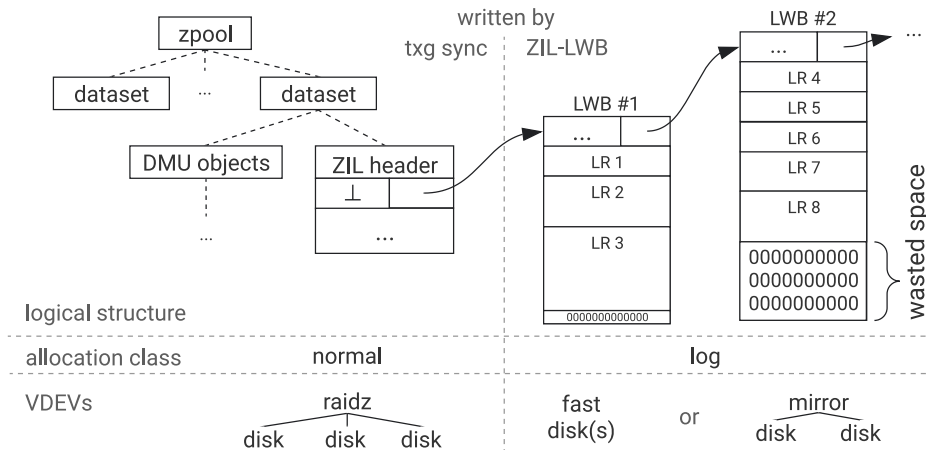 written by
txg sync
ZIL-LWB
zpool
dataset
...
dataset
DMU objects
...
ZIL header
⊥
...
LWB #1
...
LR 1
LR 2
LR 3
0000000000000
LWB #2
...
...
LR 4
LR 5
LR 6
LR 7
LR 8
0000000000
0000000000
0000000000
wasted space
logical structure
allocation class
normal
log
VDEVs
raidz
disk
disk
disk
fast
disk(s)
or
mirror
disk
disk